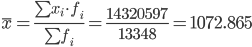 x̅ = ∑xᵢ·fᵢ / ∑fᵢ = 14320597 / 13348 = 1072.865